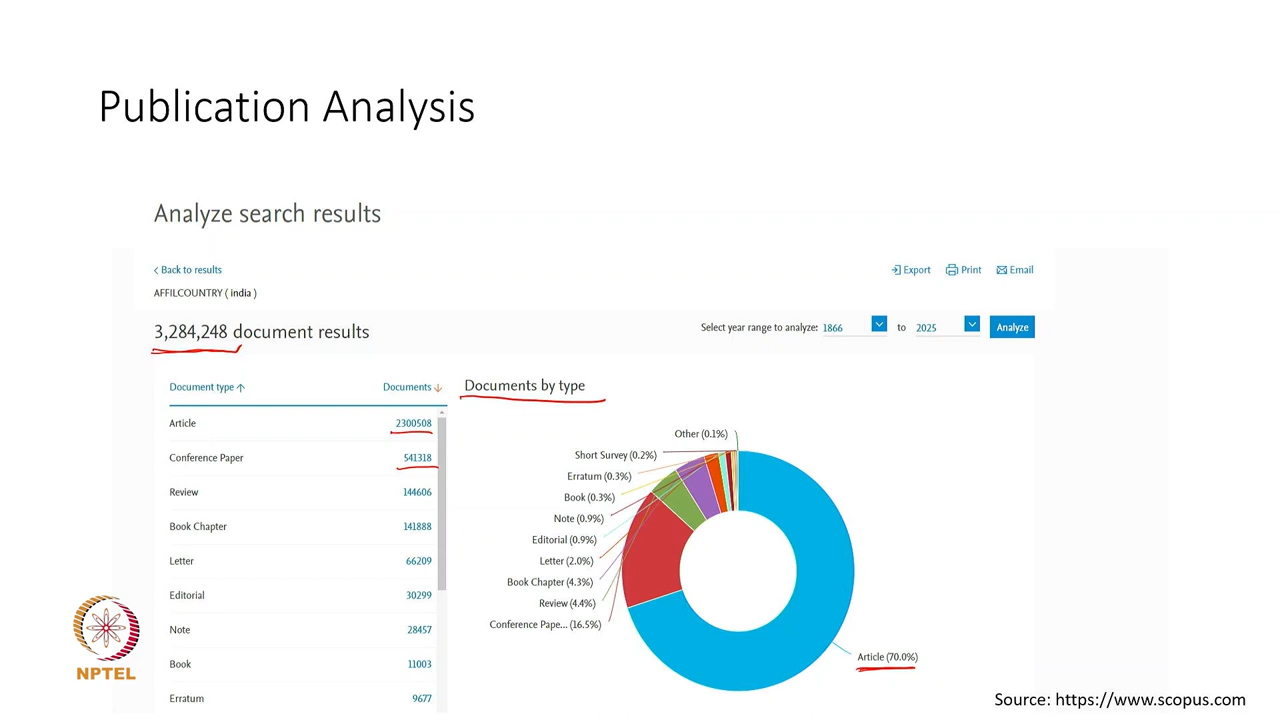 Publication Analysis
Analyze search results
Back to results
Export Print Email
AFFILCOUNTRY ( india )
3,284,248 document results
Select year range to analyze: 1866 to 2025 Analyze
Document type Documents
Article 2300508
Conference Paper 541318
Review 144606
Book Chapter 141888
Letter 66209
Editorial 30299
Note 28457
Book 11003
Erratum 9677
Documents by type
Other (0.1%)
Short Survey (0.2%)
Erratum (0.3%)
Book (0.3%)
Note (0.9%)
Editorial (0.9%)
Letter (2.0%)
Book Chapter (4.3%)
Review (4.4%)
Conference Pape... (16.5%)
Article (70.0%)
NPTEL
Source: https://www.scopus.com